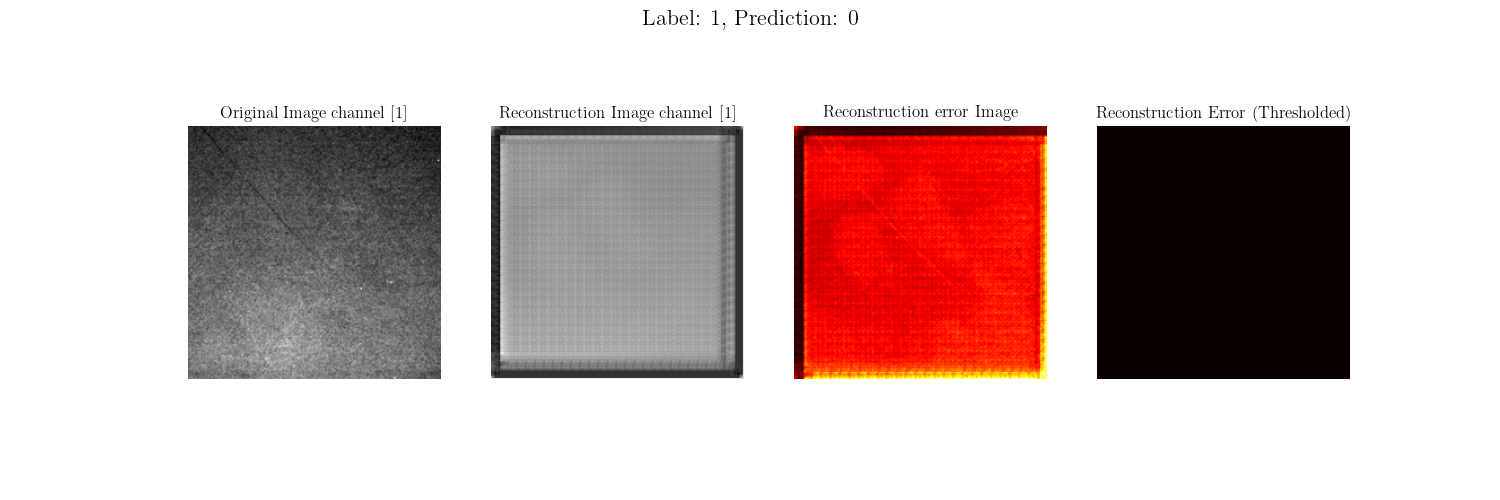 Label: 1, Prediction: 0
Original Image channel [1]
Reconstruction Image channel [1]
Reconstruction error Image
Reconstruction Error (Thresholded)